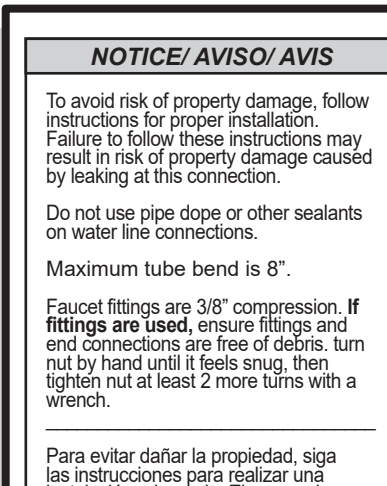 NOTICE/ AVISO/ AVIS
To avoid risk of property damage, follow
instructions for proper installation.
Failure to follow these instructions may
result in risk of property damage caused
by leaking at this connection.
Do not use pipe dope or other sealants
on water line connections.
Maximum tube bend is 8”.
Faucet fittings are 3/8” compression. If
fittings are used, ensure fittings and
end connections are free of debris. turn
nut by hand until it feels snug, then
tighten nut at least 2 more turns with a
wrench.
Para evitar dañar la propiedad, siga
las instrucciones para realizar una